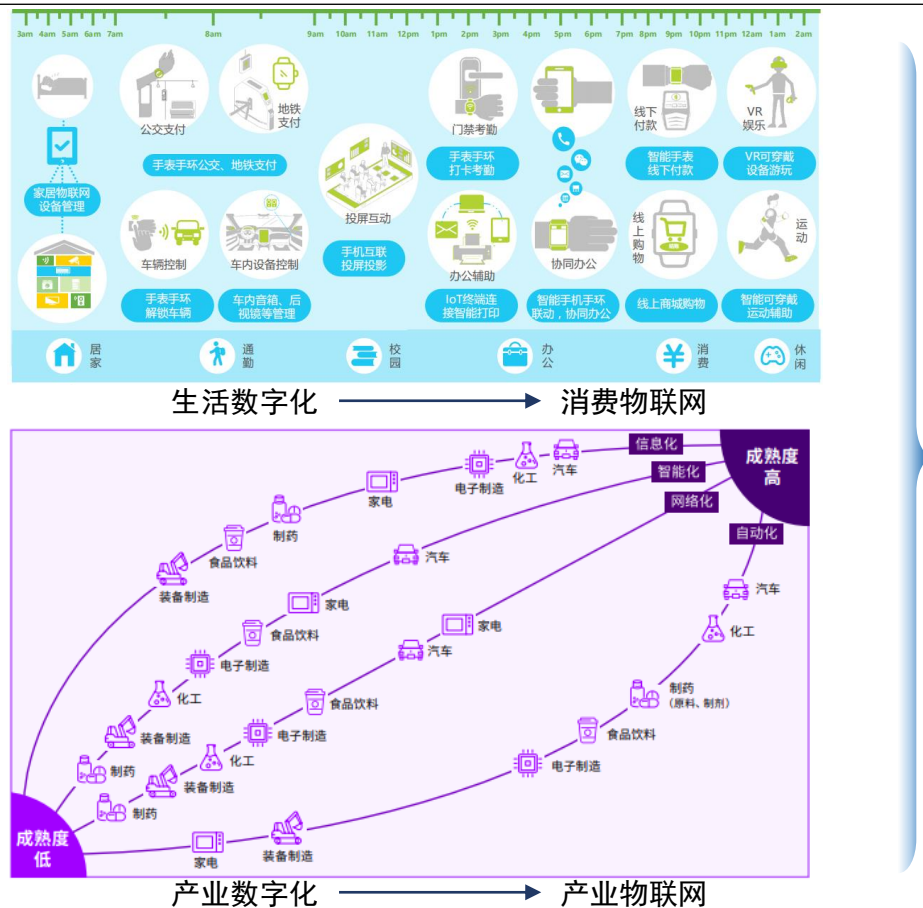 3am 4am 5am 6am 7am 8am 9am 10am 11am 12pm 1pm 2pm 3pm 4pm 5pm 6pm 7pm 8pm 9pm 10pm 11pm 12am 1am 2am
公交支付
地铁
支付
手表手环公交、地铁支付
家居物联网
设备管理
车辆控制
车内设备控制
手表手环
解锁车辆
车内音箱、后
视镜等管理
投屏互动
手机互联
投屏投影
门禁考勤
手表手环
打卡考勤
办公辅助
IoT终端连
接智能打印
协同办公
智能手机手环
联动，协同办公
线下
付款
智能手表
线下付款
线上购物
线上商城购物
VR
娱乐
VR可穿戴
设备游玩
运动
智能可穿戴
运动辅助
居家
通勤
校园
办公
消费
休闲
生活数字化
消费物联网
成熟度
高
信息化
智能化
网络化
自动化
汽车
化工
电子制造
家电
制药
食品饮料
装备制造
汽车
家电
食品饮料
电子制造
化工
装备制造
制药
家电
汽车
食品饮料
电子制造
化工
装备制造
制药
汽车
化工
制药
（原料、制剂）
食品饮料
电子制造
装备制造
家电
成熟度
低
产业数字化
产业物联网